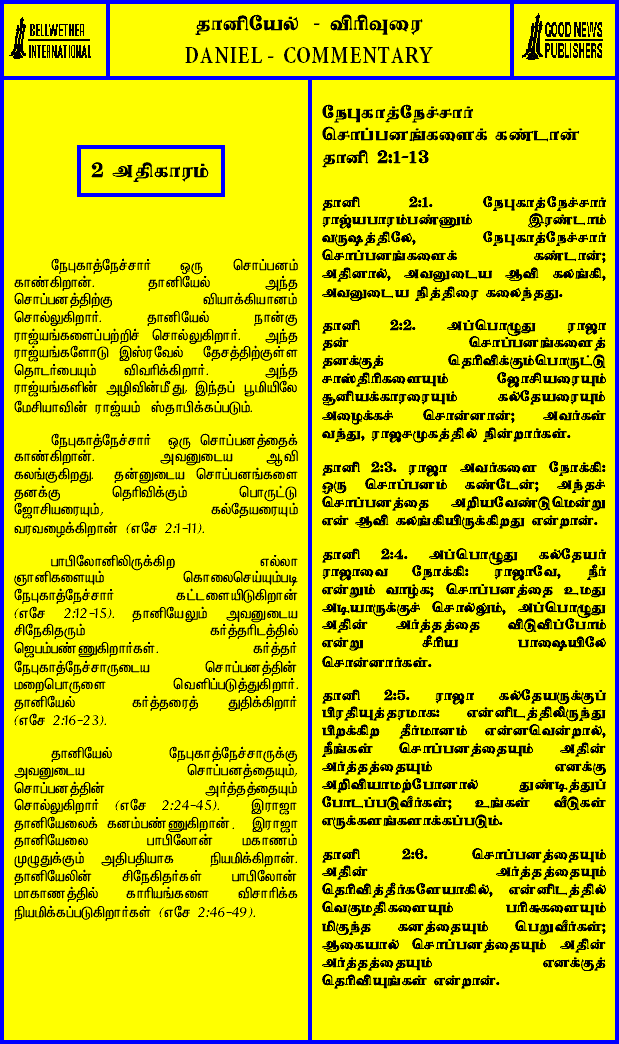 BELLWETHER
INTERNATIONAL
தானியேல் - விரிவுரை
DANIEL - COMMENTARY
GOOD NEWS
PUBLISHERS
2 அதிகாரம்
நேபுகாத்நேச்சார் ஒரு சொப்பனம்
காண்கிறான். தானியேல் அந்த
சொப்பனத்திற்கு வியாக்கியானம்
சொல்லுகிறார். தானியேல் நான்கு
ராஜ்யங்களைப்பற்றிச் சொல்லுகிறார். அந்த
ராஜ்யங்களோடு இஸ்ரவேல் தேசத்திற்குள்ள
தொடர்பையும் விவரிக்கிறார். அந்த
ராஜ்யங்களின் அழிவின்மீது, இந்தப் பூமியிலே
மேசியாவின் ராஜ்யம் ஸ்தாபிக்கப்படும்.
நேபுகாத்நேச்சார் ஒரு சொப்பனத்தைக்
காண்கிறான். அவனுடைய ஆவி
கலங்குகிறது. தன்னுடைய சொப்பனங்களை
தனக்கு தெரிவிக்கும் பொருட்டு
ஜோசியரையும், கல்தேயரையும்
வரவழைக்கிறான் (எசே 2:1-11).
பாபிலோனிலிருக்கிற எல்லா
ஞானிகளையும் கொலைசெய்யும்படி
நேபுகாத்நேச்சார் கட்டளையிடுகிறான்
(எசே 2:12-15). தானியேலும் அவனுடைய
சிநேகிதரும் கர்த்தரிடத்தில்
ஜெபம்பண்ணுகிறார்கள். கர்த்தர்
நேபுகாத்நேச்சாருடைய சொப்பனத்தின்
மறைபொருளை வெளிப்படுத்துகிறார்.
தானியேல் கர்த்தரைத் துதிக்கிறார்
(எசே 2:16-23).
தானியேல் நேபுகாத்நேச்சாருக்கு
அவனுடைய சொப்பனத்தையும்,
சொப்பனத்தின் அர்த்தத்தையும்
சொல்லுகிறார் (எசே 2:24-45). இராஜா
தானியேலைக் கனம்பண்ணுகிறான். இராஜா
தானியேலை பாபிலோன் மகாணம்
முழுதுக்கும் அதிபதியாக நியமிக்கிறான்.
தானியேலின் சிநேகிதர்கள் பாபிலோன்
மாகாணத்தில் காரியங்களை விசாரிக்க
நியமிக்கப்படுகிறார்கள் (எசே 2:46-49).
நேபுகாத்நேச்சார்
சொப்பனங்களைக் கண்டான்
தானி 2:1-13
தானி 2:1. நேபுகாத்நேச்சார்
ராஜ்யபாரம்பண்ணும் இரண்டாம்
வருஷத்திலே, நேபுகாத்நேச்சார்
சொப்பனங்களைக் கண்டான்;
அதினால், அவனுடைய ஆவி கலங்கி,
அவனுடைய நித்திரை கலைந்தது.
தானி 2:2. அப்பொழுது ராஜா
தன் சொப்பனங்களைத்
தனக்குத் தெரிவிக்கும்பொருட்டு
சாஸ்திரிகளையும் ஜோசியரையும்
சூனியக்காரரையும் கல்தேயரையும்
அழைக்கச் சொன்னான்; அவர்கள்
வந்து, ராஜசமுகத்தில் நின்றார்கள்.
தானி 2:3. ராஜா அவர்களை நோக்கி:
ஒரு சொப்பனம் கண்டேன்; அந்தச்
சொப்பனத்தை அறியவேண்டுமென்று
என் ஆவி கலங்கியிருக்கிறது என்றான்.
தானி 2:4. அப்பொழுது கல்தேயர்
ராஜாவை நோக்கி: ராஜாவே, நீர்
என்றும் வாழ்க; சொப்பனத்தை உமது
அடியாருக்குச் சொல்லும், அப்பொழுது
அதின் அர்த்தத்தை விடுவிப்போம்
என்று சீரிய பாஷையிலே
சொன்னார்கள்.
தானி 2:5. ராஜா கல்தேயருக்குப்
பிரதியுத்தரமாக: என்னிடத்திலிருந்து
பிறக்கிற தீர்மானம் என்னவென்றால்,
நீங்கள் சொப்பனத்தையும் அதின்
அர்த்தத்தையும் எனக்கு
அறிவியாமற்போனால் துண்டித்துப்
போடப்படுவீர்கள்; உங்கள் வீடுகள்
எருக்களங்களாக்கப்படும்.
தானி 2:6. சொப்பனத்தையும்
அதின் அர்த்தத்தையும்
தெரிவித்தீர்களேயாகில், என்னிடத்தில்
வெகுமதிகளையும் பரிசுகளையும்
மிகுந்த கனத்தையும் பெறுவீர்கள்;
ஆகையால் சொப்பனத்தையும் அதின்
அர்த்தத்தையும் எனக்குத்
தெரிவியுங்கள் என்றான்.